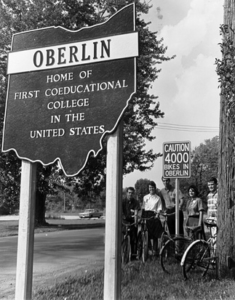 OBERLIN
HOME OF
FIRST COEDUCATIONAL
COLLEGE
IN THE
UNITED STATES
CAUTION
4000
BIKES IN
OBERLIN